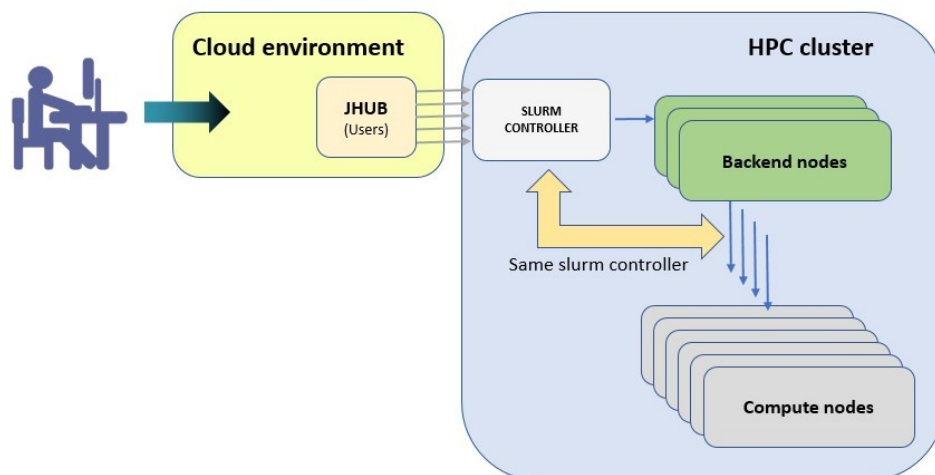 Cloud environment
HPC cluster
JHUB
(Users)
SLURM
CONTROLLER
Backend nodes
Same slurm controller
Compute nodes